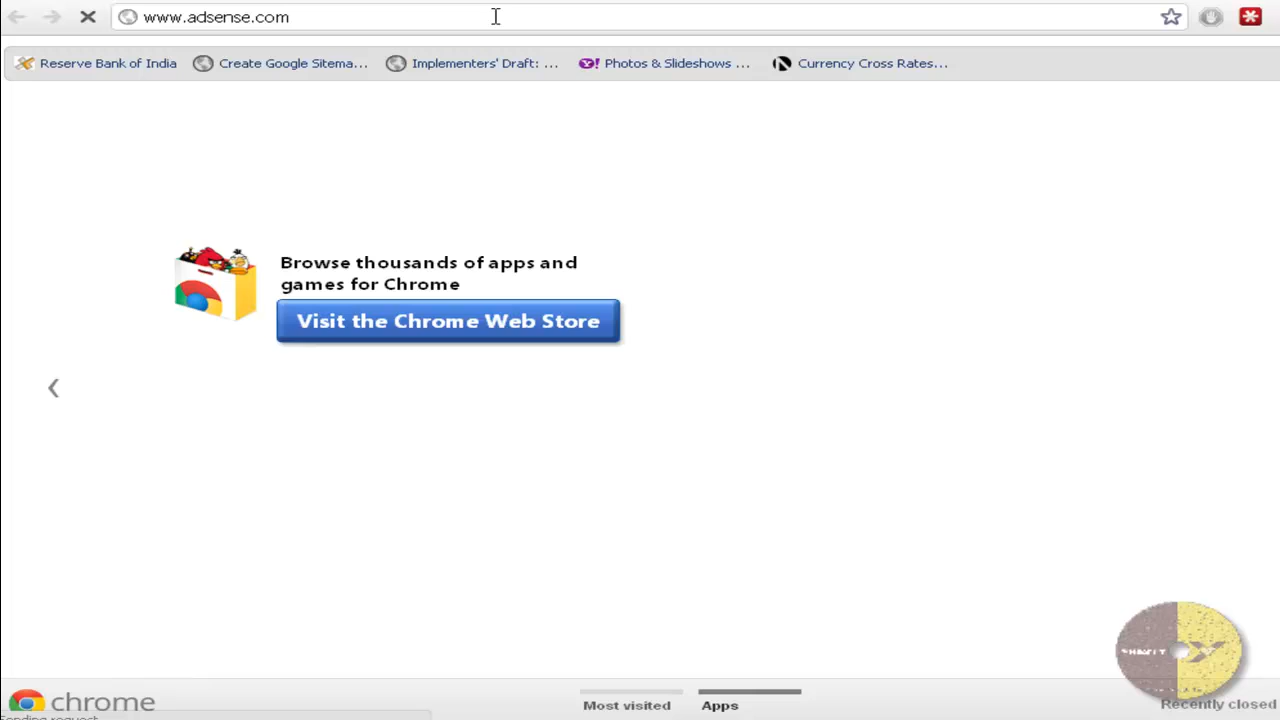 www.adsense.com
Reserve Bank of India
Create Google Sitema...
Implementers' Draft: ...
Y! Photos & Slideshows ...
Currency Cross Rates...
Browse thousands of apps and
games for Chrome
Visit the Chrome Web Store
chrome
Most visited
Apps
Recently closed